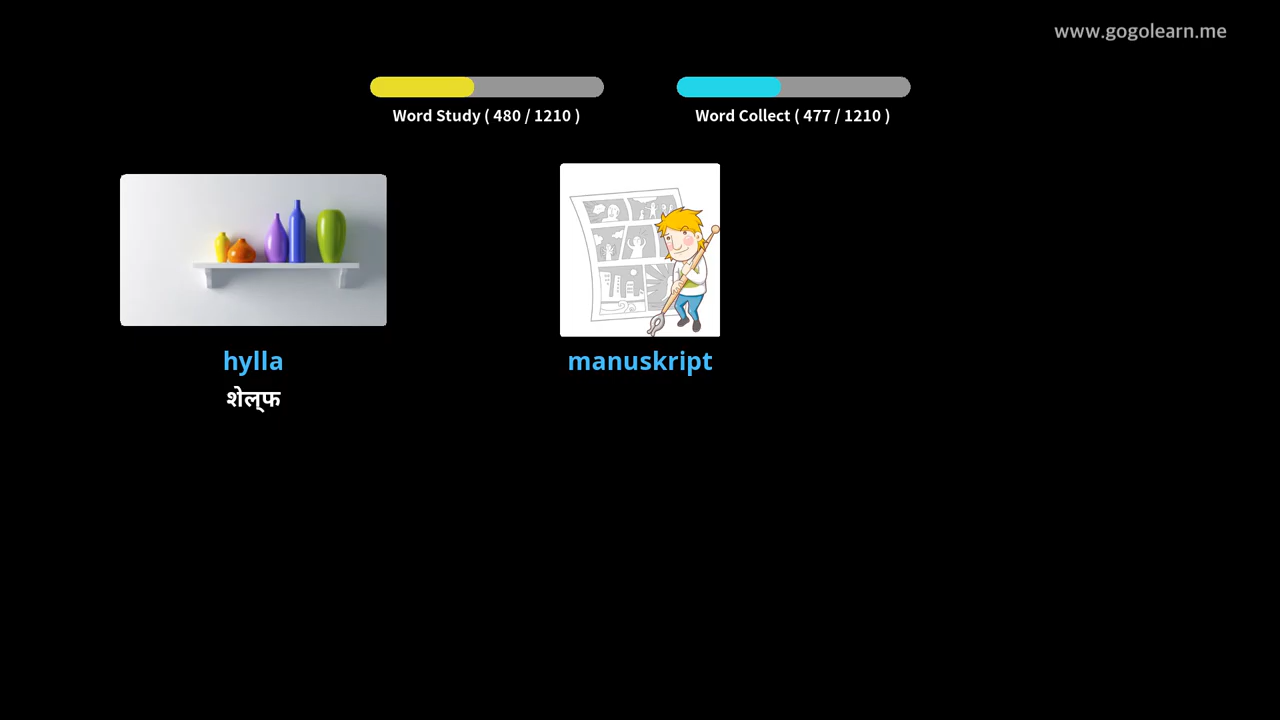 www.gogolearn.me
Word Study ( 480 / 1210 )
Word Collect ( 477 / 1210 )
hylla
शेल्फ
manuskript